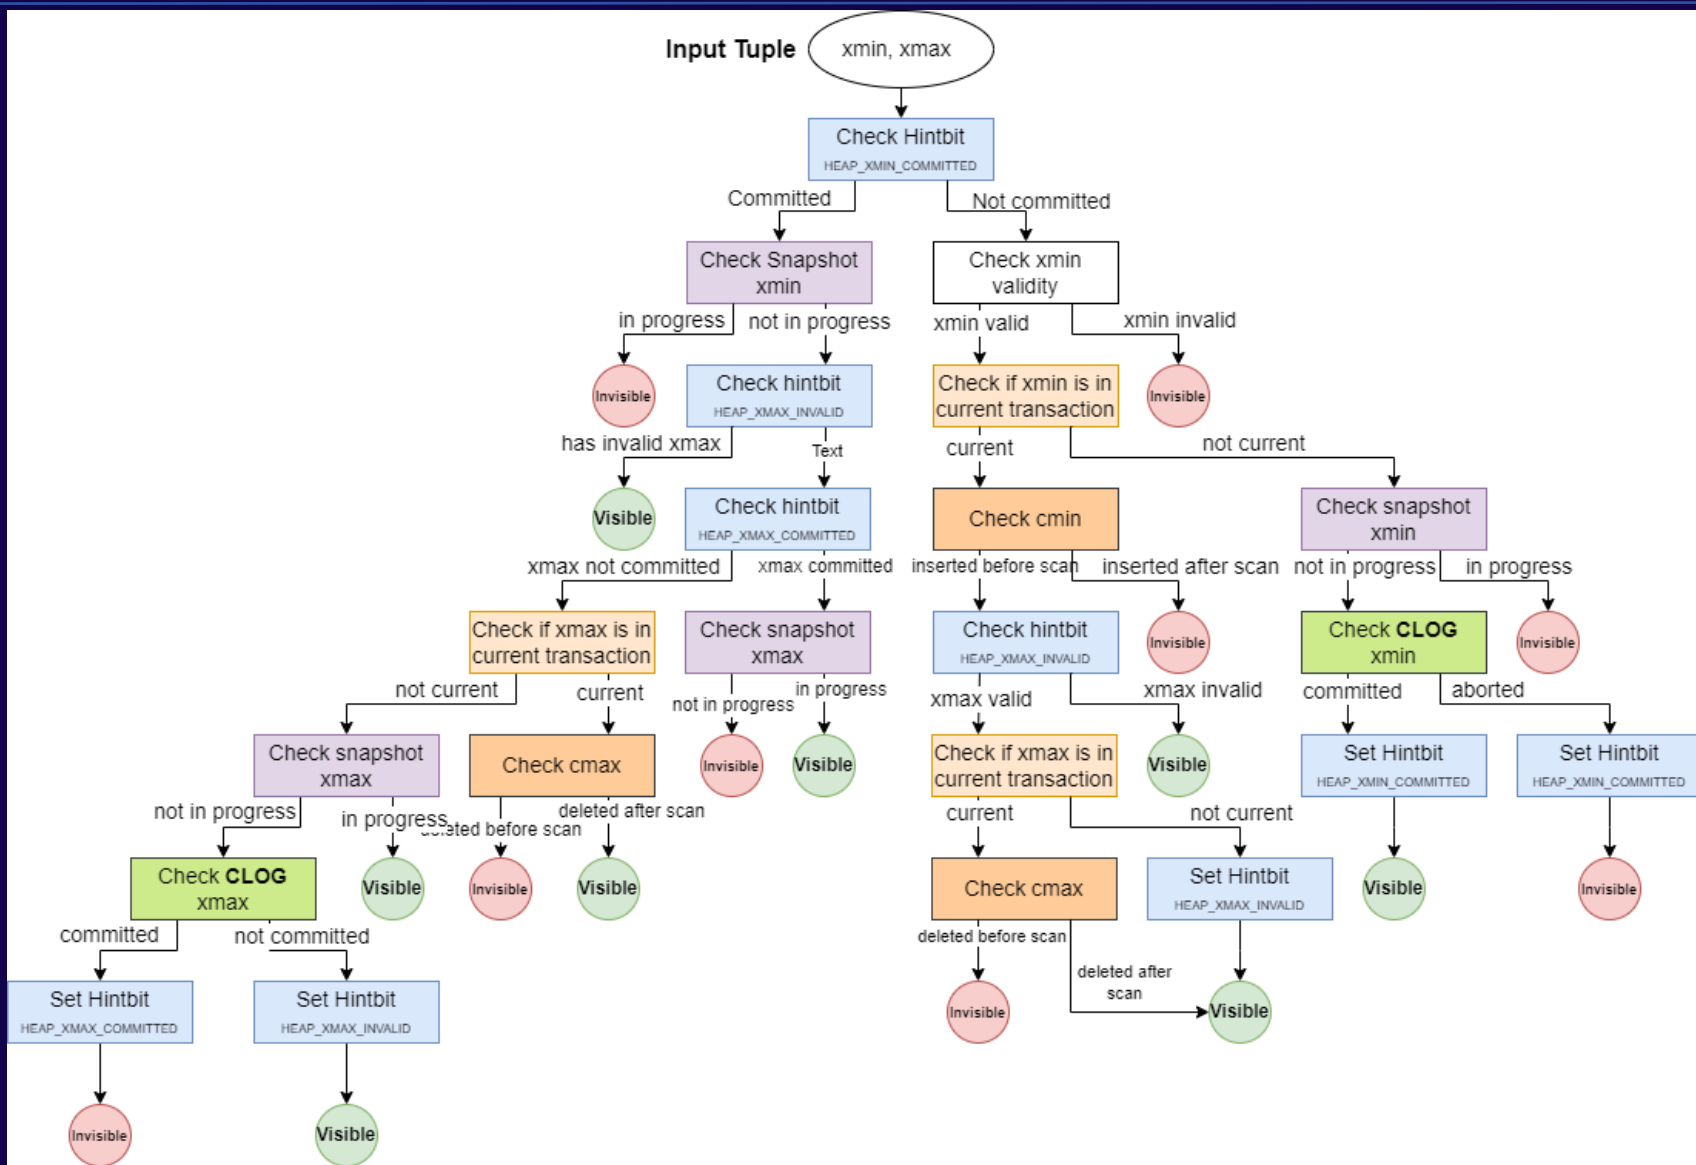 Input Tuple
xmin, xmax
Check Hintbit
HEAP_XMIN_COMMITTED
Committed
Not committed
Check Snapshot
xmin
Check xmin
validity
in progress
not in progress
xmin valid
xmin invalid
Invisible
Check hintbit
HEAP_XMAX_INVALID
Check if xmin is in
current transaction
Invisible
has invalid xmax
Text
current
not current
Visible
Check hintbit
HEAP_XMAX_COMMITTED
Check cmin
Check snapshot
xmin
xmax not committed
xmax committed
inserted before scan
inserted after scan
not in progress
in progress
Check if xmax is in
current transaction
Check snapshot
xmax
Check hintbit
HEAP_XMAX_INVALID
Invisible
Check CLOG
xmin
Invisible
not current
current
not in progress
in progress
xmax valid
xmax invalid
committed
aborted
Check snapshot
xmax
Check cmax
Invisible
Visible
Check if xmax is in
current transaction
Visible
Set Hintbit
HEAP_XMIN_COMMITTED
Set Hintbit
HEAP_XMIN_COMMITTED
not in progress
in progress
deleted before scan
deleted after scan
current
not current
Check CLOG
xmax
Visible
Invisible
Visible
Check cmax
Set Hintbit
HEAP_XMAX_INVALID
Visible
Invisible
committed
not committed
deleted before scan
deleted after
scan
Set Hintbit
HEAP_XMAX_COMMITTED
Set Hintbit
HEAP_XMAX_INVALID
Invisible
Visible
Invisible
Visible